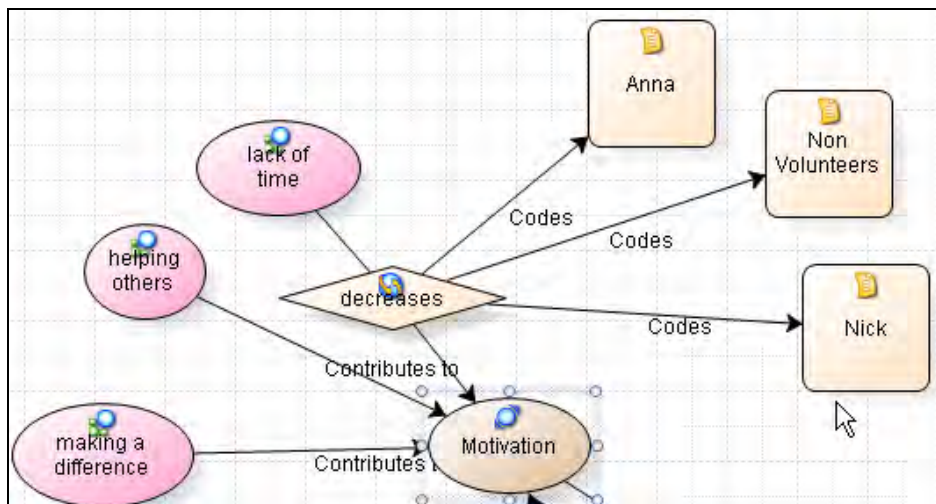 Anna
Non
Volunteers
lack of
time
Codes
Codes
helping
others
decreases
Codes
Nick
Contributes to
making a
difference
Contributes
Motivation